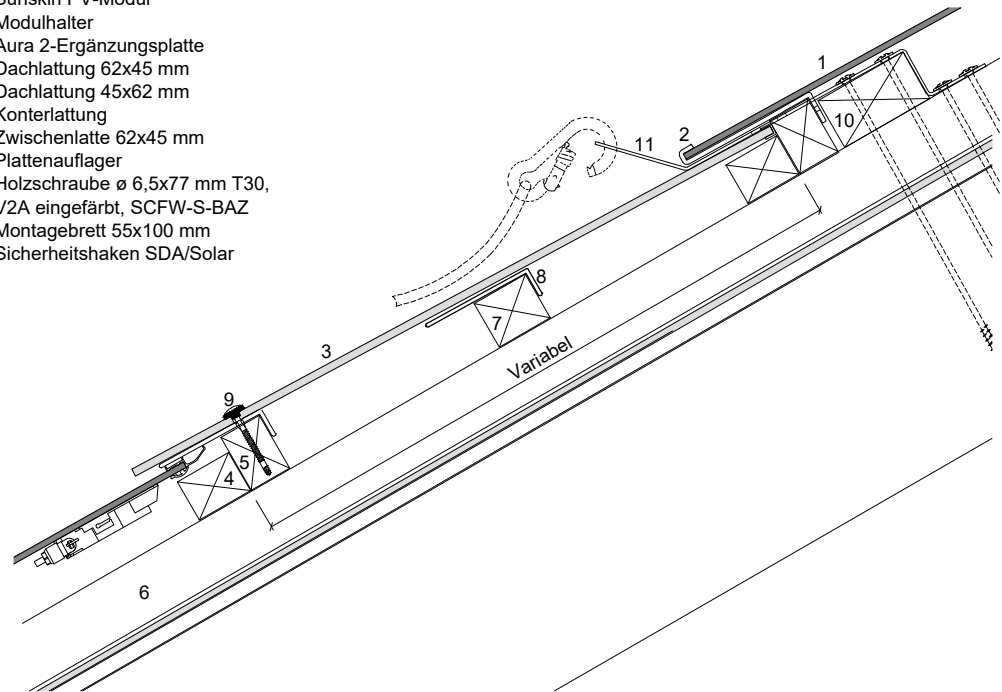 Sunskin PV-Modul
Modulhalter
Aura 2-Ergänzungsplatte
Dachlattung 62x45 mm
Dachlattung 45x62 mm
Konterlattung
Zwischenlatte 62x45 mm
Plattenauflager
Holzschraube ø 6,5x77 mm T30,
V2A eingefärbt, SCFW-S-BAZ
Montagebrett 55x100 mm
Sicherheitshaken SDA/Solar
1
2
10
11
8
7
Variabel
3
9
5
4
6